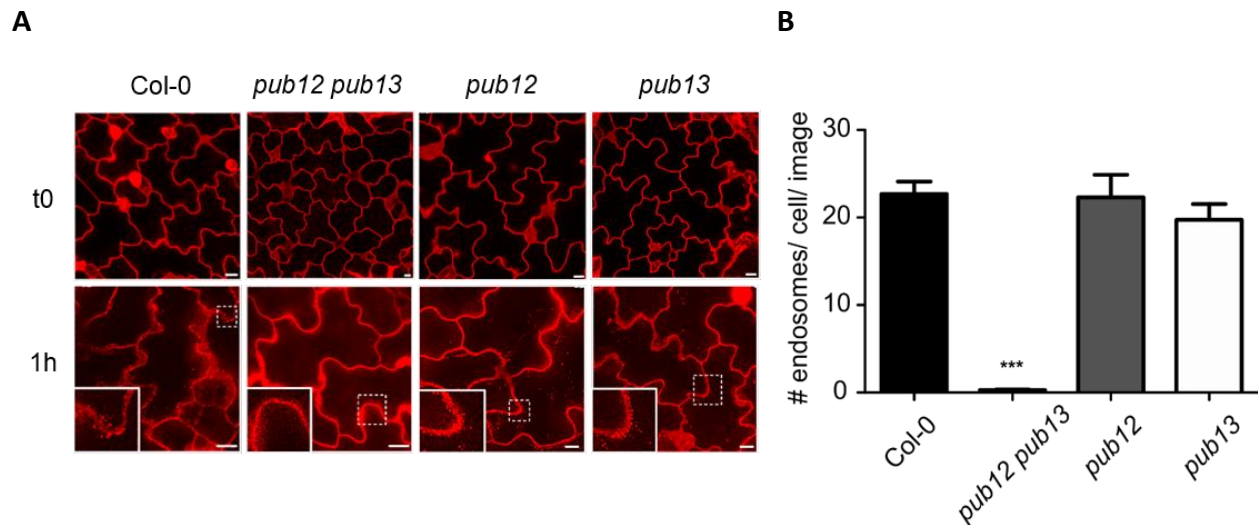 A
B
Col-0 pub12 pub13 pub12 pub13
t0
1h
# endosomes/ cell/ image
30
20
10
0
***
Col-0
pub12 pub13
pub12
pub13